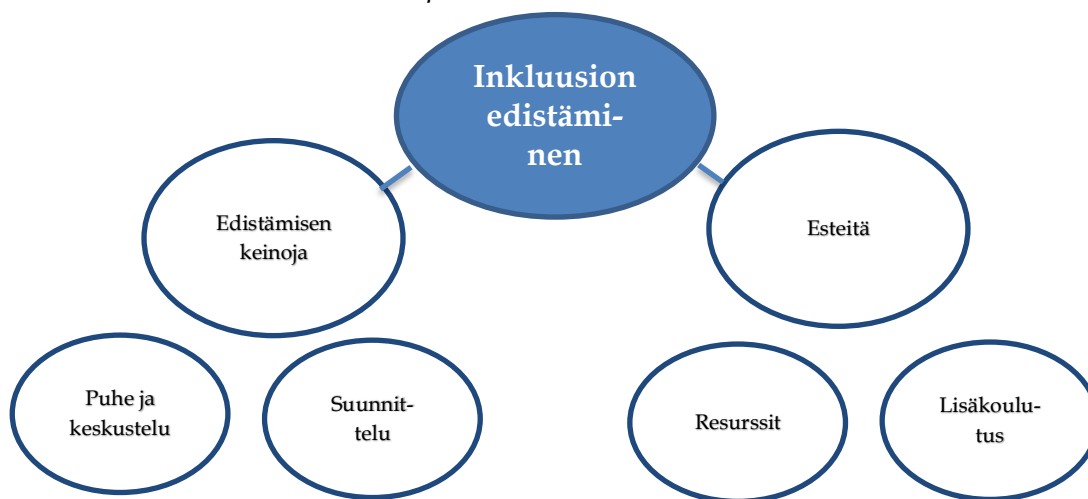 Inkluusion
edistämi-
nen
Edistämisen
keinoja
Esteitä
Puhe ja
keskustelu
Suunnit-
telu
Resurssit
Lisäkoulu-
tus